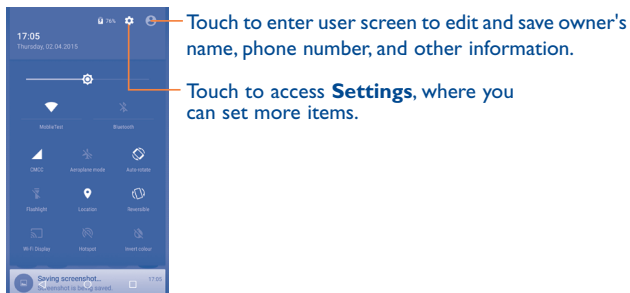 76%
17:05
Thursday, 02.04.2015
Touch to enter user screen to edit and save owner's
name, phone number, and other information.
Touch to access Settings, where you
can set more items.
MobileTest
Bluetooth
CMCC
Aeroplane mode
Auto-rotate
Flashlight
Location
Reversible
Wi-Fi Display
Hotspot
Invert colour
Saving screenshot...
17:05
Screenshot is being saved.